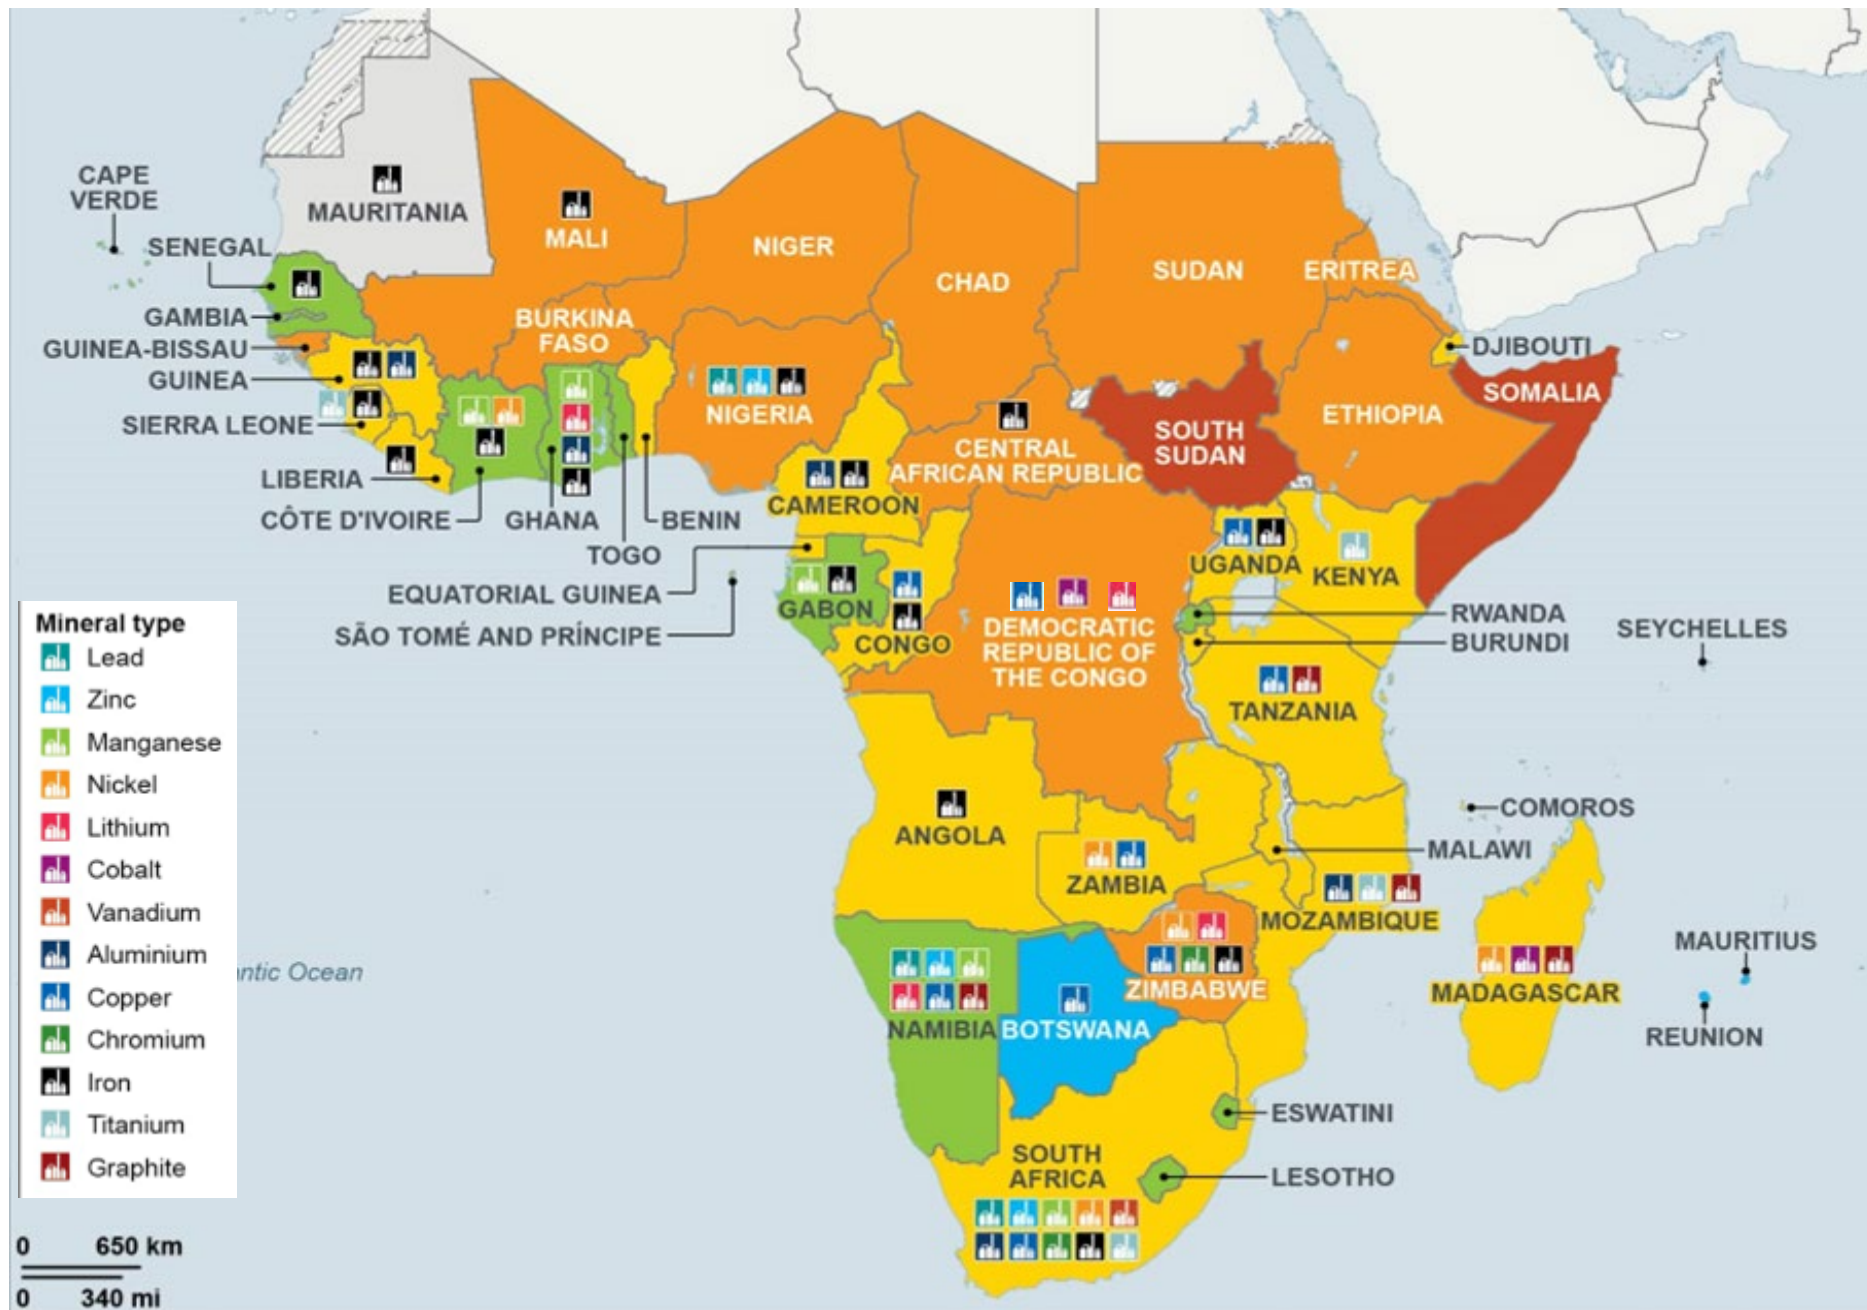 CAPE
VERDE
MAURITANIA
MALI
NIGER
CHAD
SUDAN
ERITREA
SENEGAL
GAMBIA
BURKINA
FASO
GUINEA-BISSAU
GUINEA
DJIBOUTI
SOMALIA
NIGERIA
ETHIOPIA
SIERRA LEONE
CENTRAL
AFRICAN REPUBLIC
SOUTH
SUDAN
LIBERIA
CAMEROON
CÔTE D'IVOIRE
GHANA
BENIN
TOGO
UGANDA
KENYA
EQUATORIAL GUINEA
GABON
SÃO TOMÉ AND PRÍNCIPE
CONGO
DEMOCRATIC
REPUBLIC OF
THE CONGO
RWANDA
BURUNDI
SEYCHELLES
TANZANIA
COMOROS
ANGOLA
MALAWI
ZAMBIA
MOZAMBIQUE
MAURITIUS
ZIMBABWE
MADAGASCAR
NAMIBIA
BOTSWANA
REUNION
ESWATINI
SOUTH
AFRICA
LESOTHO
Mineral type
Lead
Zinc
Manganese
Nickel
Lithium
Cobalt
Vanadium
Aluminium
Copper
Chromium
Iron
Titanium
Graphite
ntic Ocean
0 650 km
0 340 mi